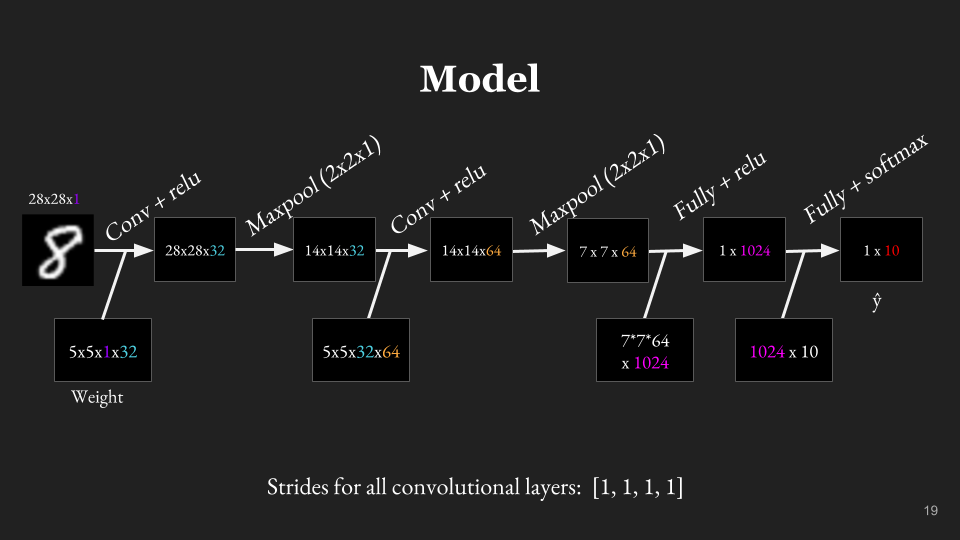 Model
Conv + relu
Maxpool (2x2x1)
Conv + relu
Maxpool (2x2x1)
Fully + relu
Fully + softmax
28x28x1
8
28x28x32
14x14x32
14x14x64
7 x 7 x 64
1 x 1024
1 x 10
ŷ
5x5x1x32
5x5x32x64
7*7*64
x 1024
1024 x 10
Weight
Strides for all convolutional layers: [1, 1, 1, 1]
19